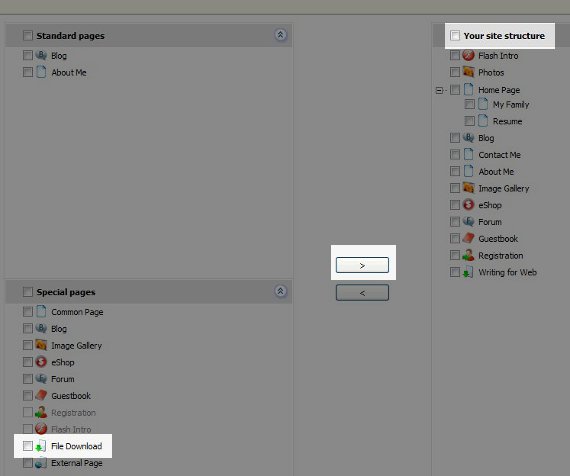 Standard pages
Blog
About Me
Special pages
Common Page
Blog
Image Gallery
eShop
Forum
Guestbook
Registration
Flash Intro
File Download
External Page
>
<
Your site structure
Flash Intro
Photos
Home Page
My Family
Resume
Blog
Contact Me
About Me
Image Gallery
eShop
Forum
Guestbook
Registration
Writing for Web